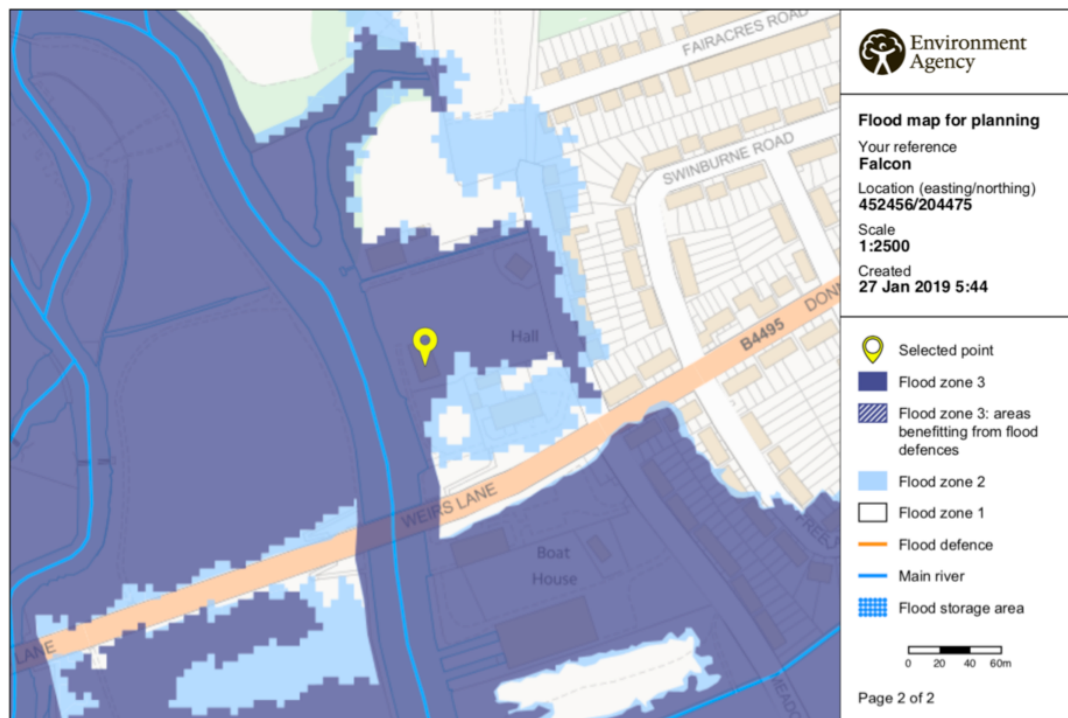 FAIRACRES ROAD
SWINBURNE ROAD
B4495
DONN
Hall
WEIRS LANE
Boat
House
LANE
FREEJ
MEADO
Environment
Agency
Flood map for planning
Your reference
Falcon
Location (easting/northing)
452456/204475
Scale
1:2500
Created
27 Jan 2019 5:44
Selected point
Flood zone 3
Flood zone 3: areas
benefitting from flood
defences
Flood zone 2
Flood zone 1
Flood defence
Main river
Flood storage area
0 20 40 60m
Page 2 of 2